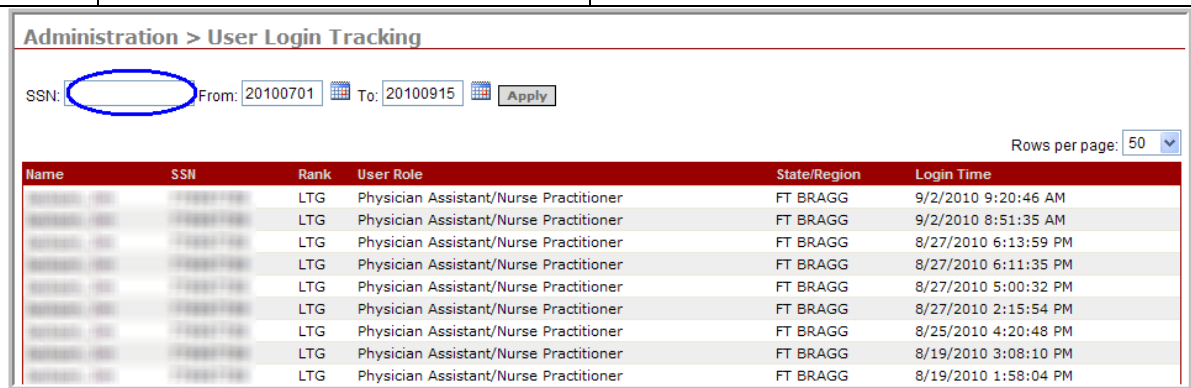 Administration > User Login Tracking
SSN: From: 20100701 To: 20100915 Apply
Rows per page: 50
Name SSN Rank User Role State/Region Login Time
LTG Physician Assistant/Nurse Practitioner FT BRAGG 9/2/2010 9:20:46 AM
LTG Physician Assistant/Nurse Practitioner FT BRAGG 9/2/2010 8:51:35 AM
LTG Physician Assistant/Nurse Practitioner FT BRAGG 8/27/2010 6:13:59 PM
LTG Physician Assistant/Nurse Practitioner FT BRAGG 8/27/2010 6:11:35 PM
LTG Physician Assistant/Nurse Practitioner FT BRAGG 8/27/2010 5:00:32 PM
LTG Physician Assistant/Nurse Practitioner FT BRAGG 8/27/2010 2:15:54 PM
LTG Physician Assistant/Nurse Practitioner FT BRAGG 8/25/2010 4:20:48 PM
LTG Physician Assistant/Nurse Practitioner FT BRAGG 8/19/2010 3:08:10 PM
LTG Physician Assistant/Nurse Practitioner FT BRAGG 8/19/2010 1:58:04 PM